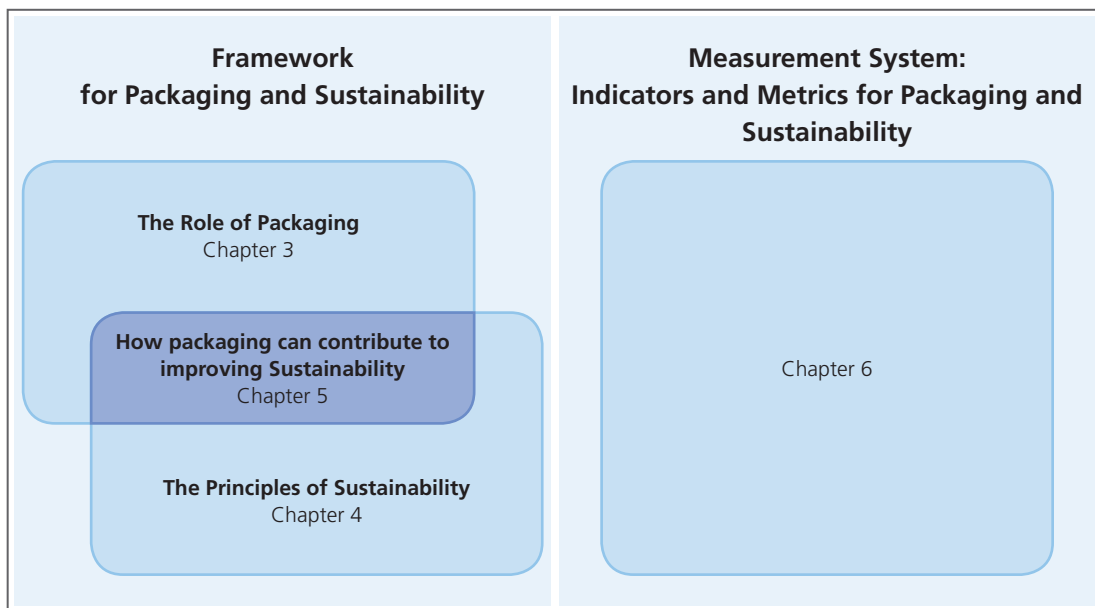 Framework
for Packaging and Sustainability
The Role of Packaging
Chapter 3
How packaging can contribute to
improving Sustainability
Chapter 5
The Principles of Sustainability
Chapter 4
Measurement System:
Indicators and Metrics for Packaging and
Sustainability
Chapter 6